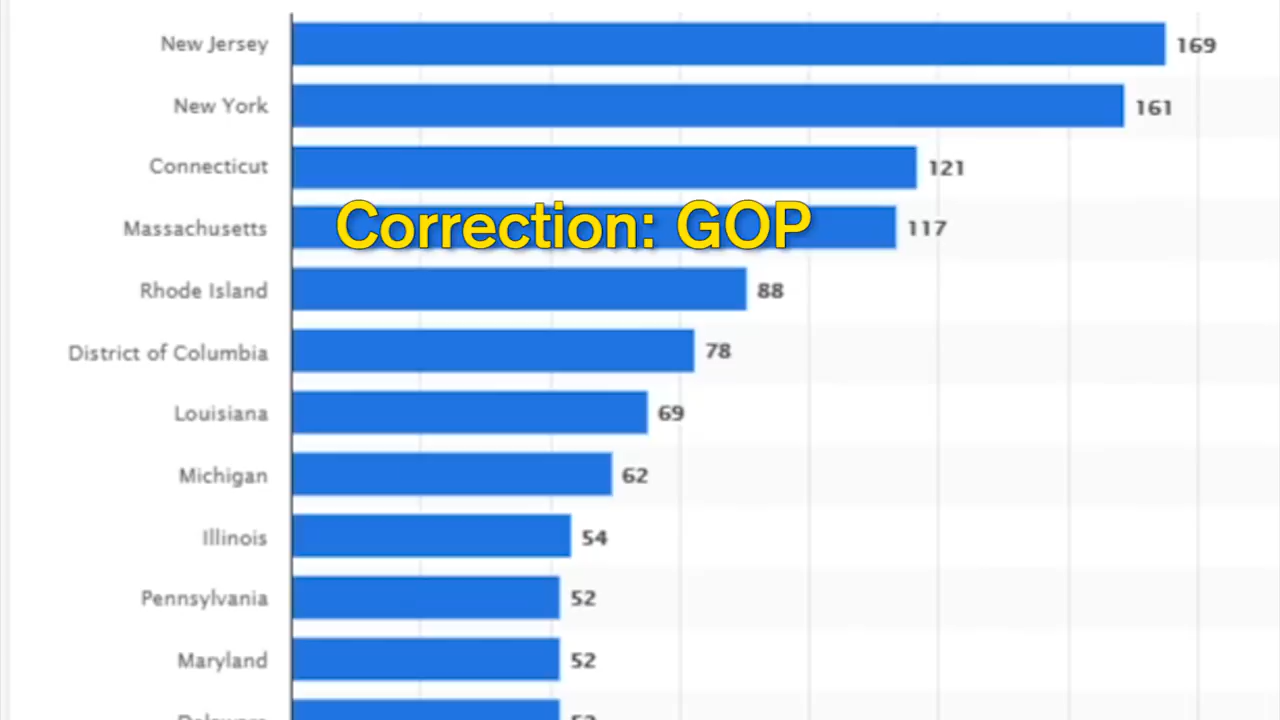 New Jersey 169
New York 161
Connecticut 121
Correction: GOP
Massachusetts 117
Rhode Island 88
District of Columbia 78
Louisiana 69
Michigan 62
Illinois 54
Pennsylvania 52
Maryland 52